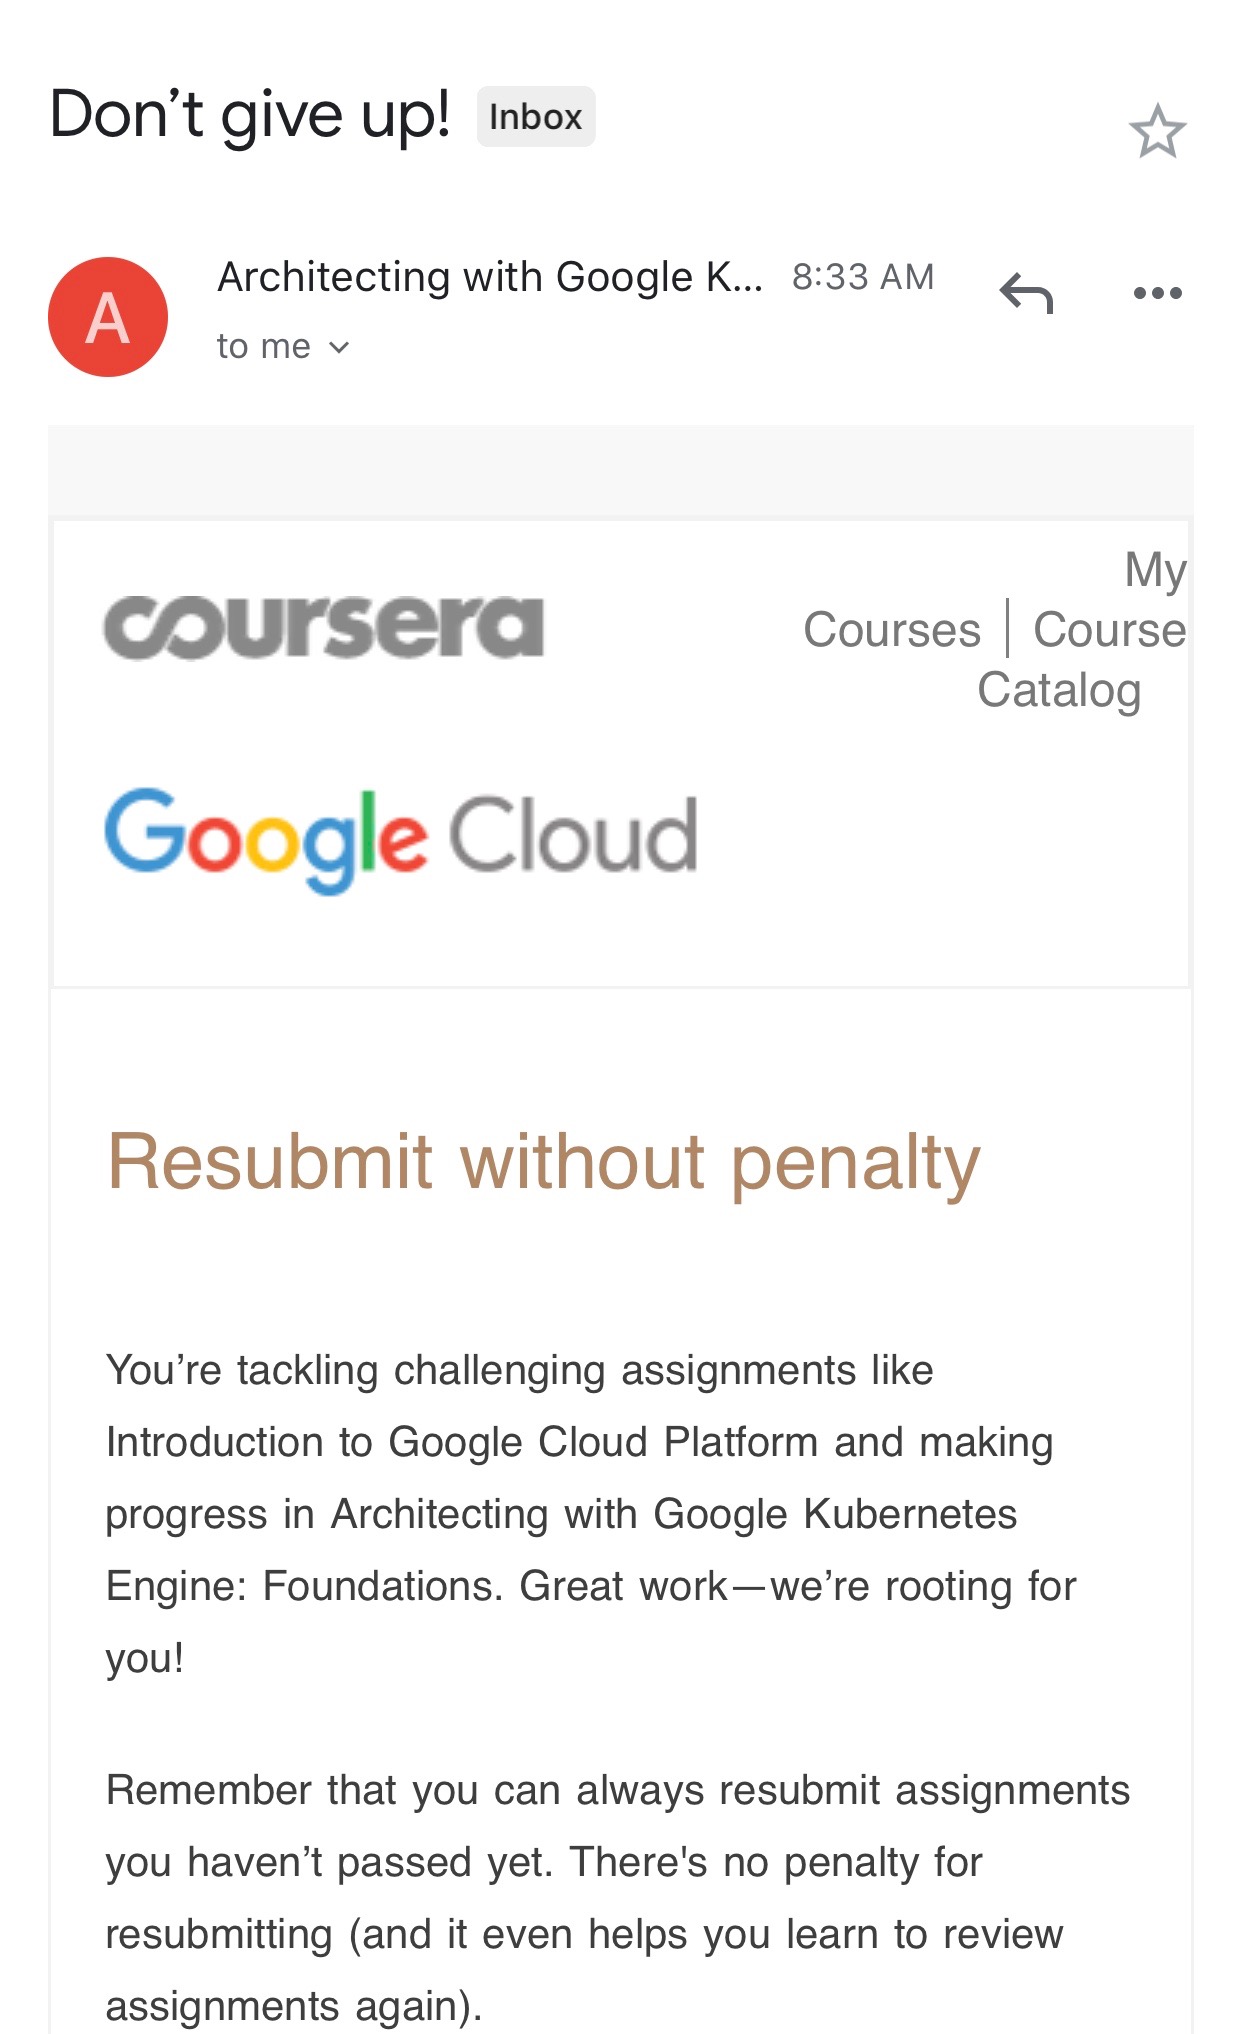 Don’t give up! Inbox
A
Architecting with Google K... 8:33 AM
to me
coursera
My
Courses | Course
Catalog
Google Cloud
Resubmit without penalty
You’re tackling challenging assignments like
Introduction to Google Cloud Platform and making
progress in Architecting with Google Kubernetes
Engine: Foundations. Great work—we’re rooting for
you!
Remember that you can always resubmit assignments
you haven’t passed yet. There's no penalty for
resubmitting (and it even helps you learn to review
assignments again).